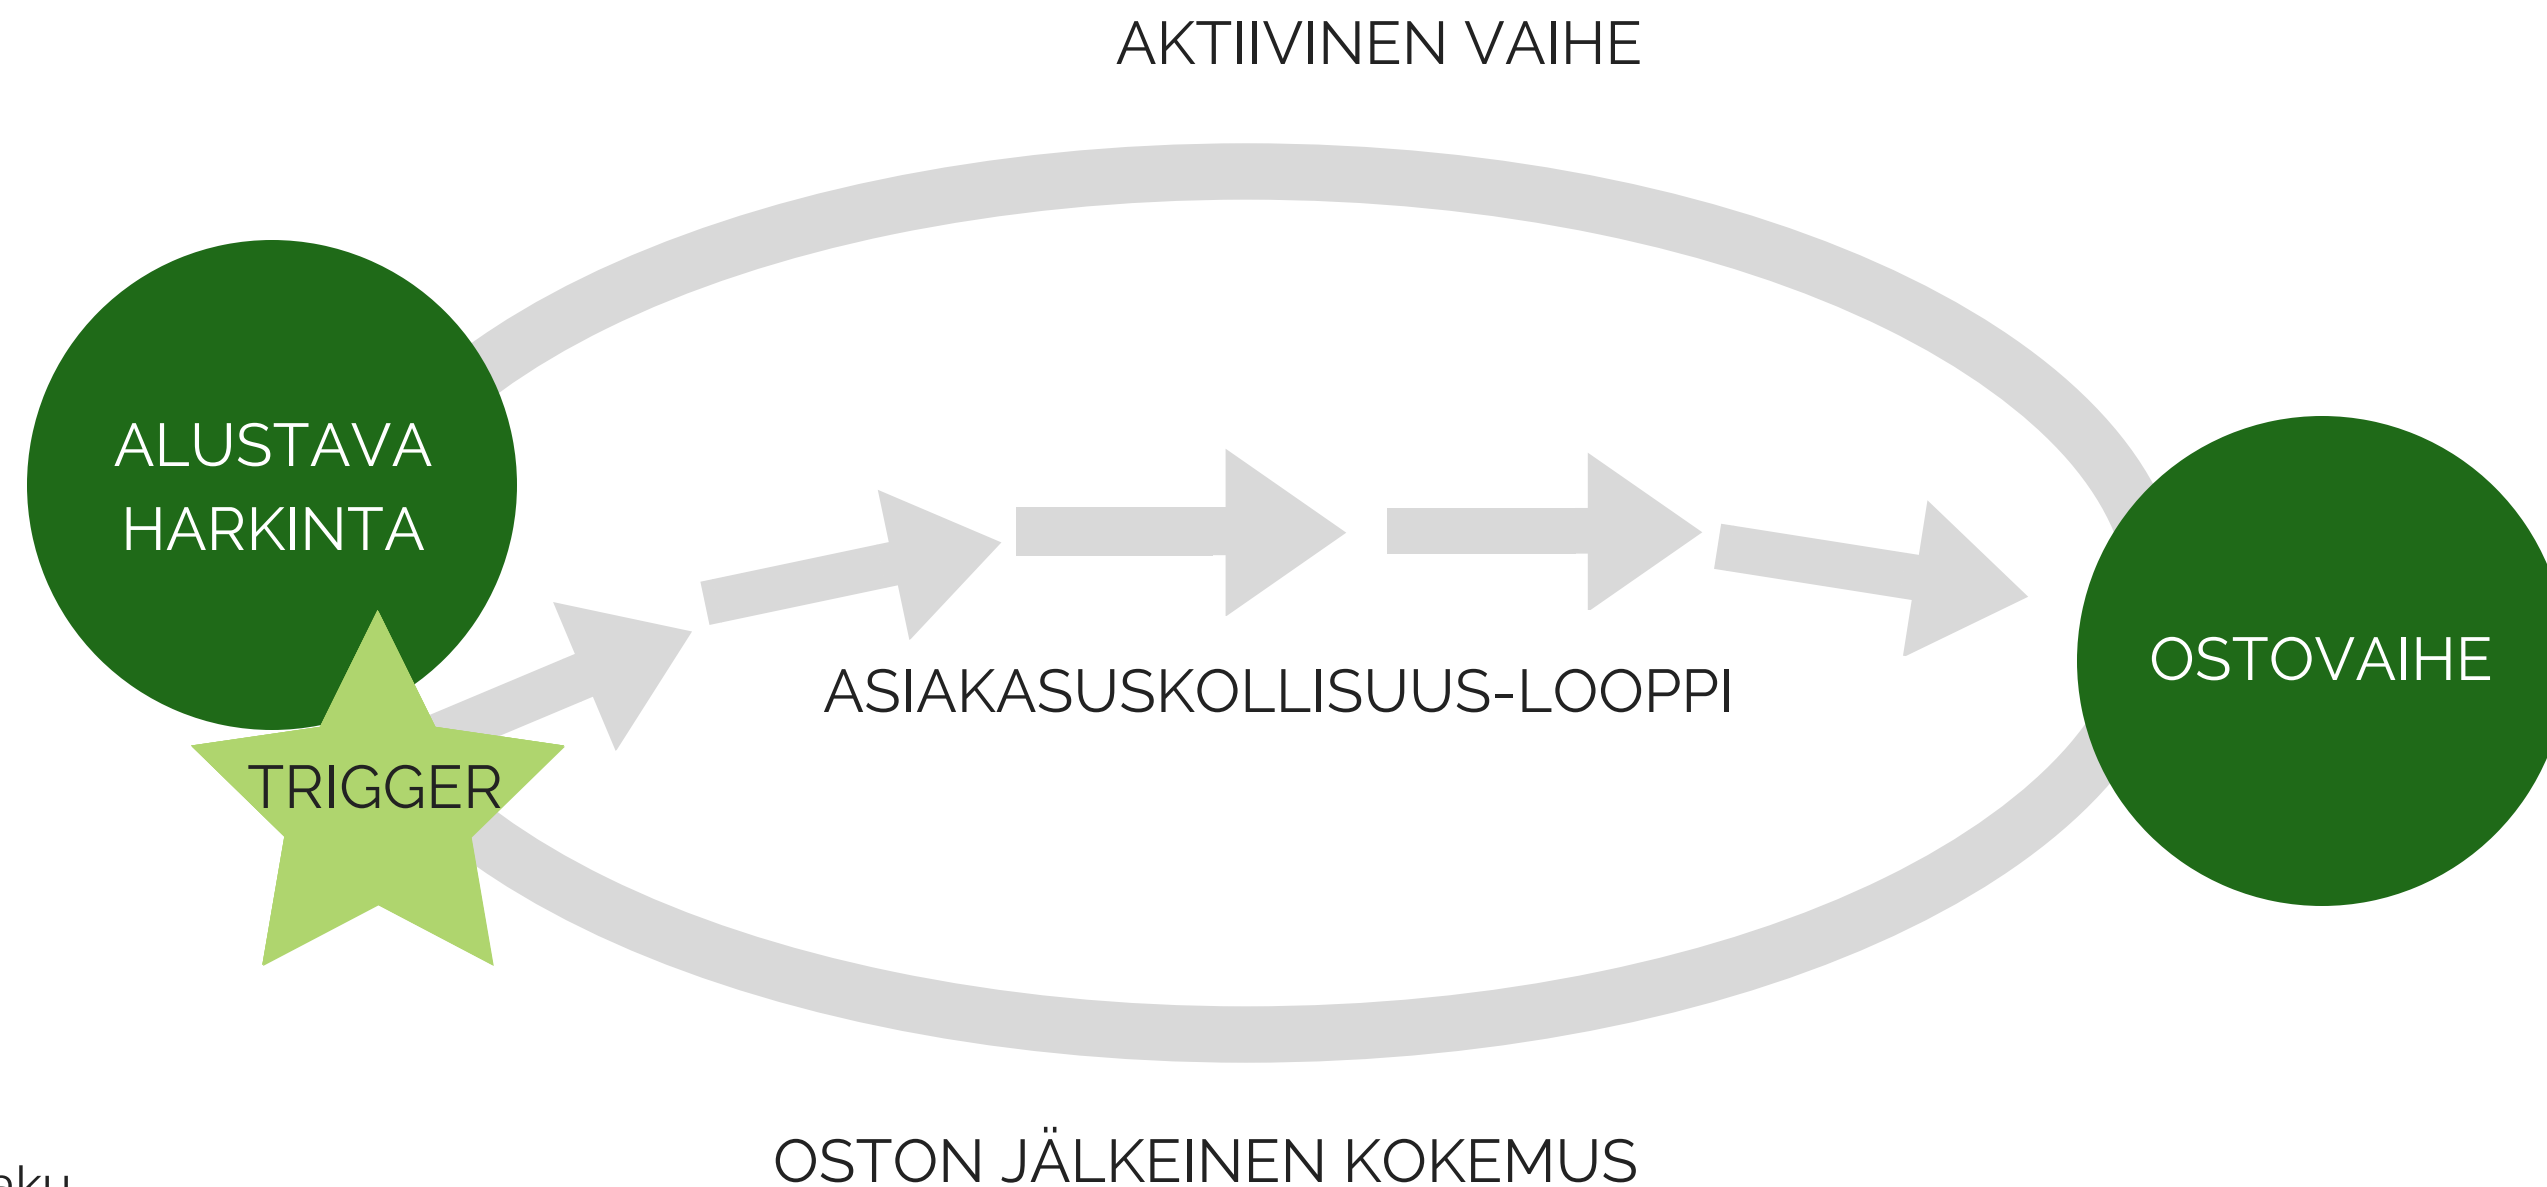 AKTIIVINEN VAIHE
ALUSTAVA
HARKINTA
TRIGGER
ASIAKASUSKOLLISUUS-LOOPPI
OSTOVAIHE
OSTON JÄLKEINEN KOKEMUS